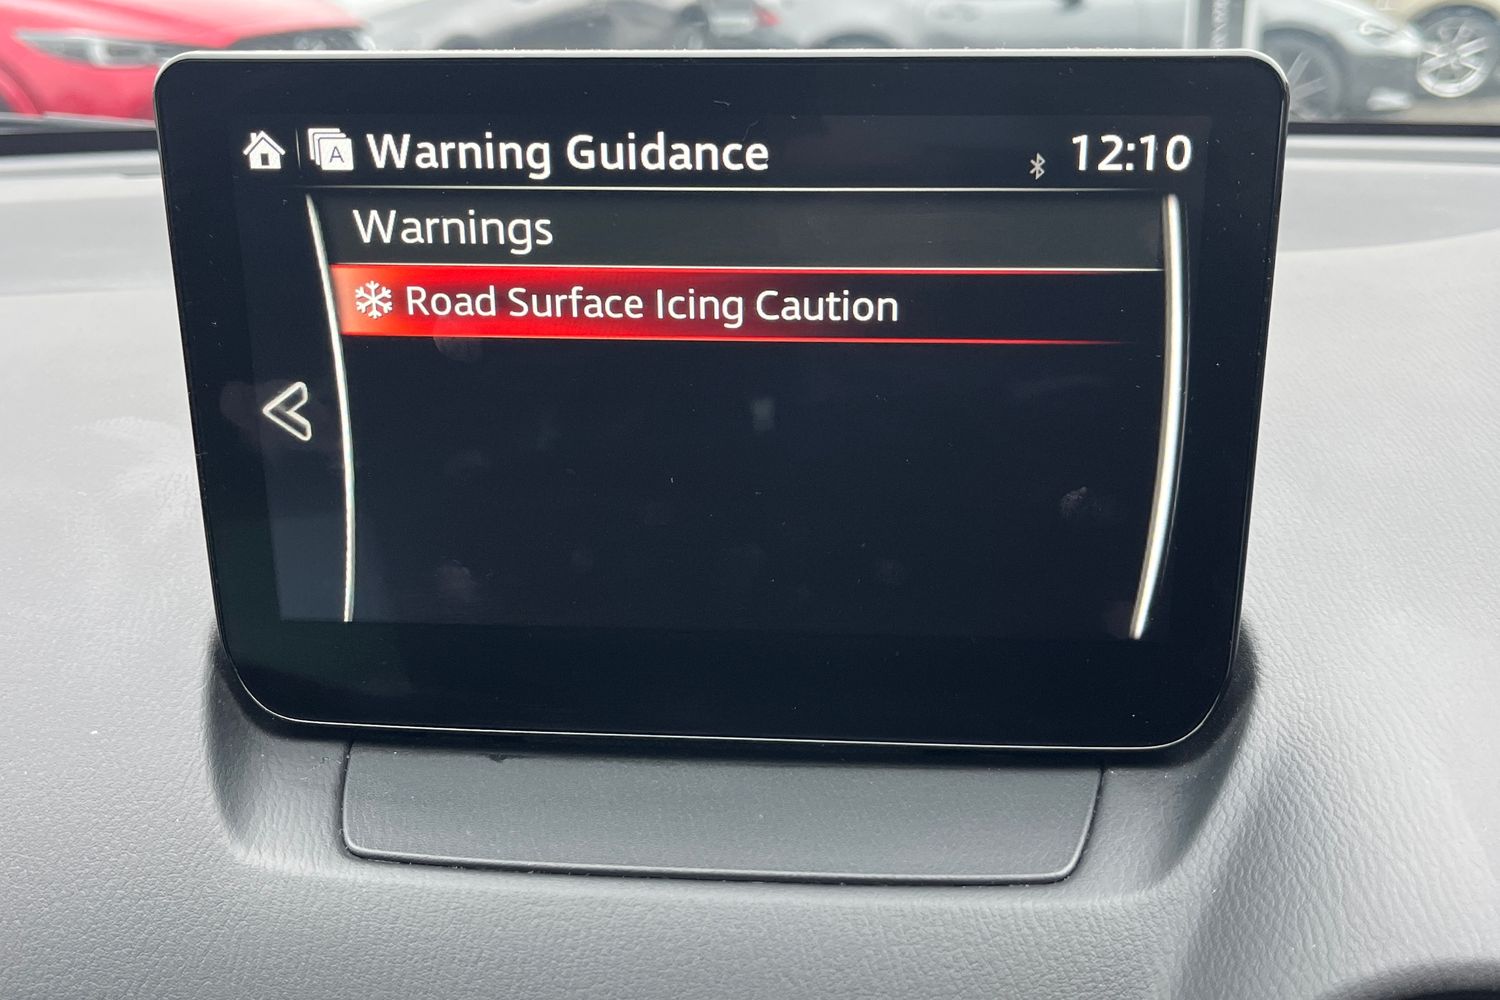 A Warning Guidance 12:10
Warnings
Road Surface Icing Caution